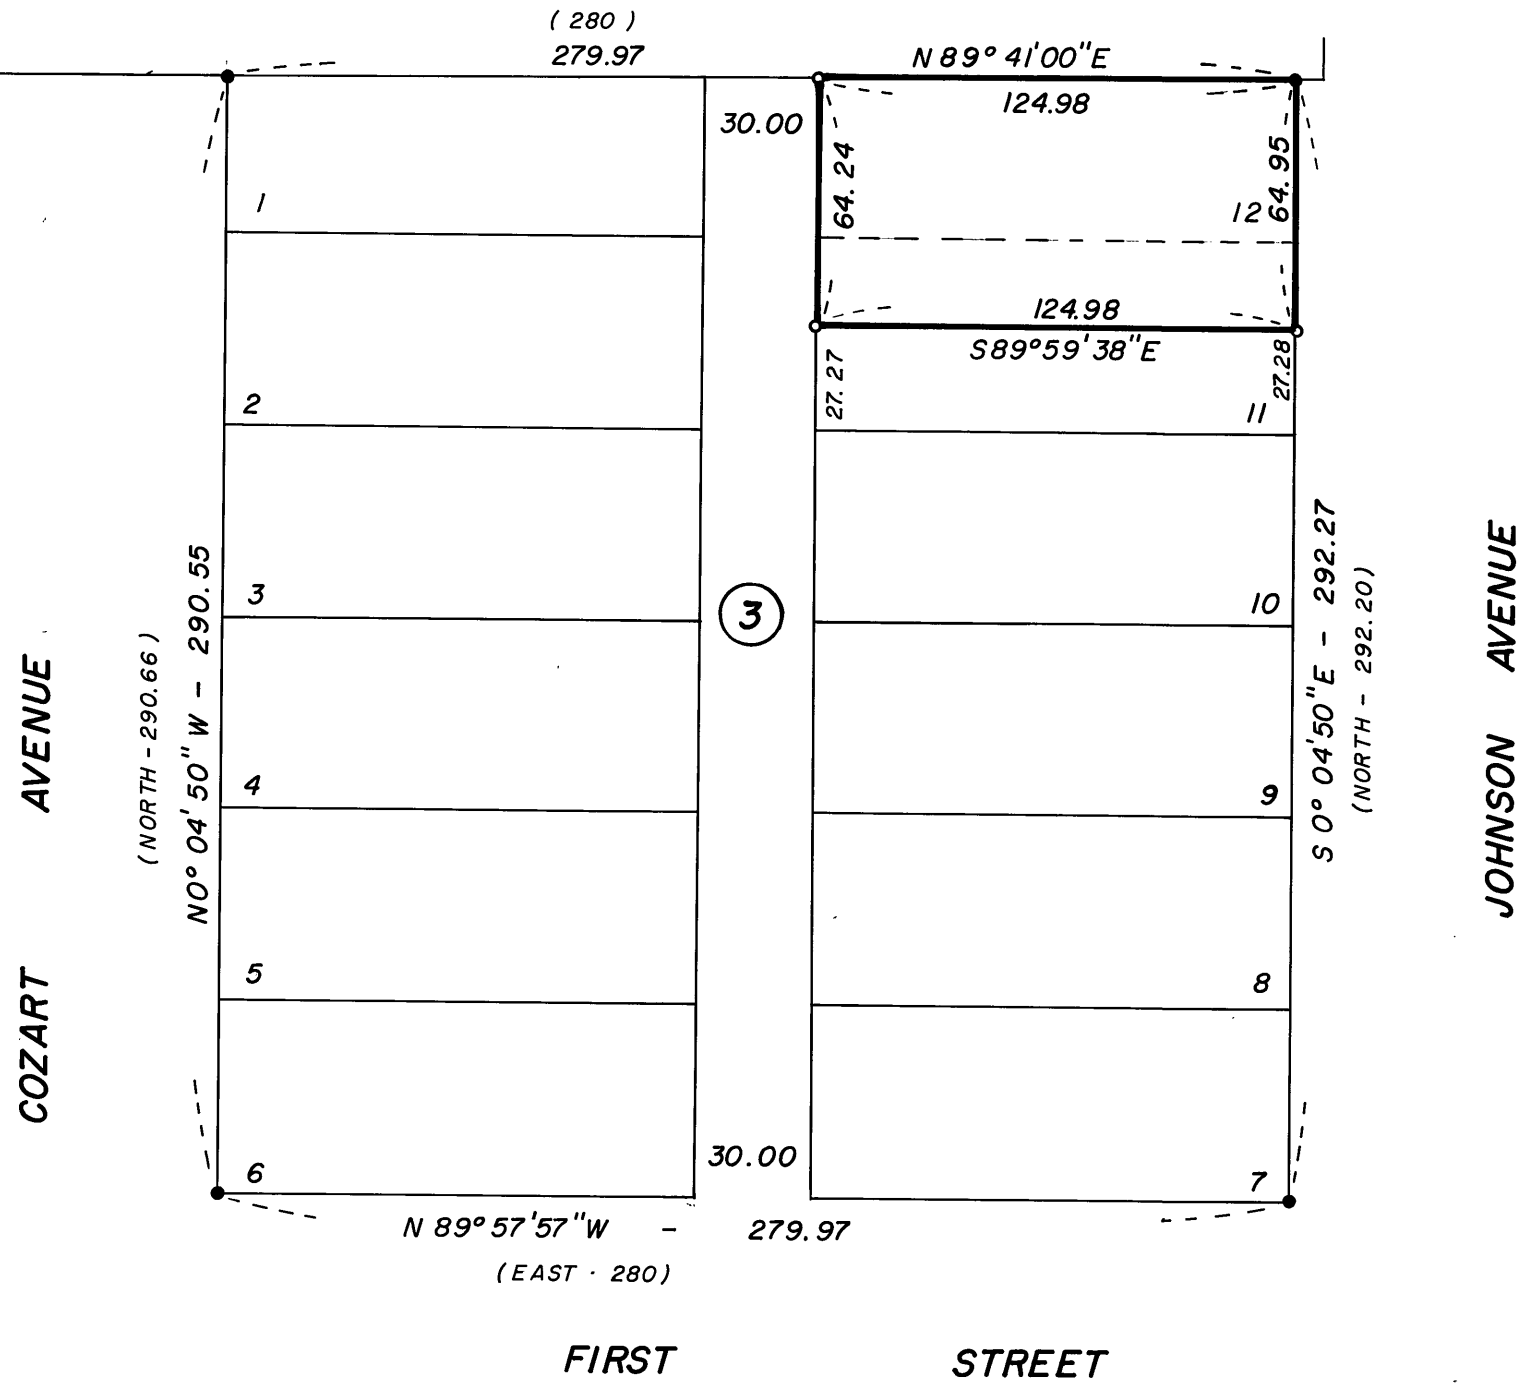 ( 280 )
279.97
N 89° 41'00"E
30.00
124.98
64.24
64.95
1
12
124.98
S89°59'38"E
27.27
27.28
2
11
3
10
3
N0° 04'50"W - 290.55
(NORTH - 290.66)
COZART AVENUE
S 0° 04'50"E - 292.27
(NORTH - 292.20)
JOHNSON AVENUE
4
9
5
8
30.00
6
7
N 89° 57'57"W - 279.97
(EAST · 280)
FIRST STREET